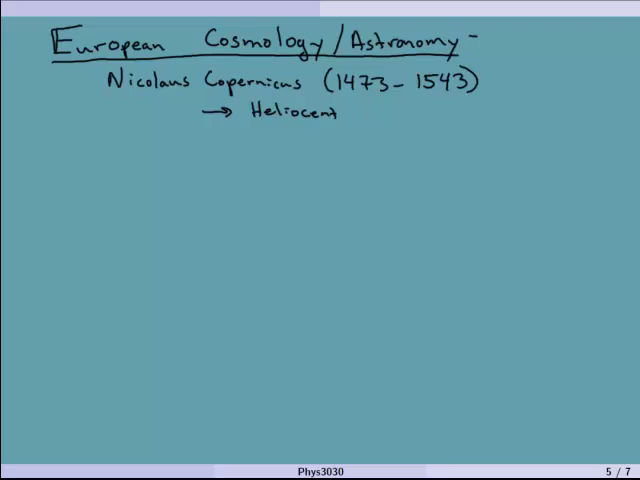 European Cosmology/Astronomy -
Nicolaus Copernicus (1473-1543)
→ Heliocent
Phys3030
5 / 7